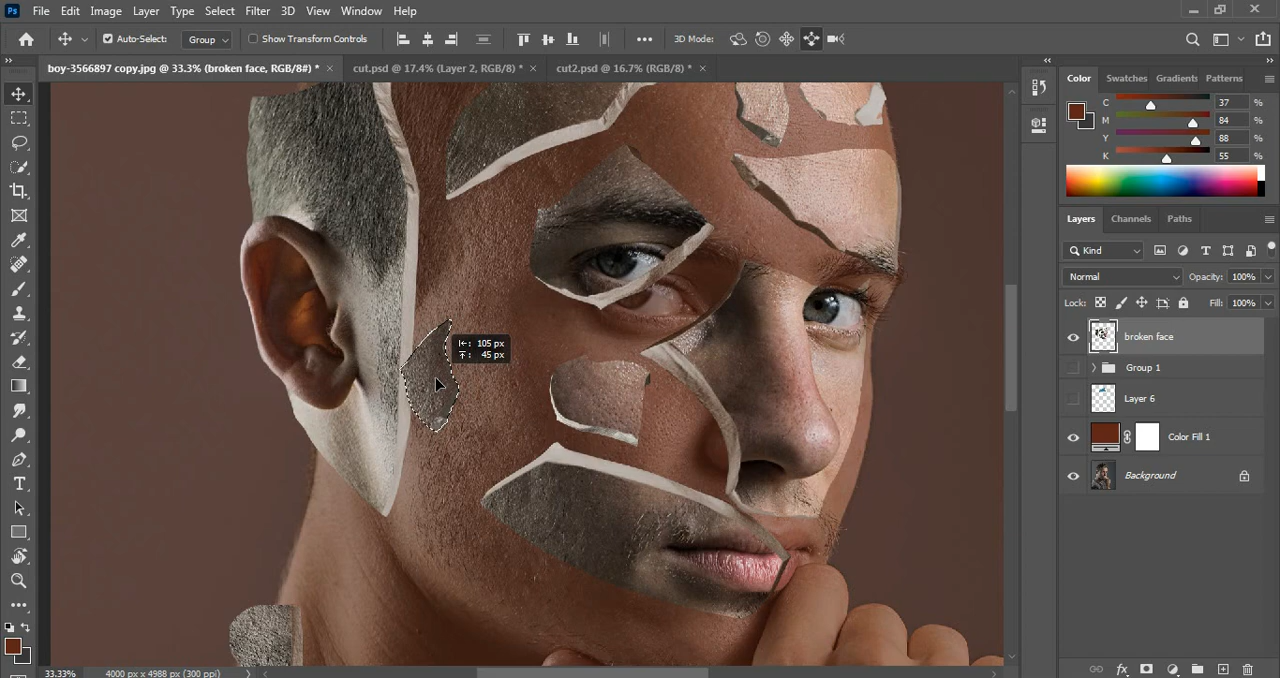 Ps File Edit Image Layer Type Select Filter 3D View Window Help
Auto-Select: Group Show Transform Controls 3D Mode:
boy-3566897 copy.jpg @ 33.3% (broken face, RGB/8#) * × cut.psd @ 17.4% (Layer 2, RGB/8) * × cut2.psd @ 16.7% (RGB/8) * ×
Color Swatches Gradients Patterns
C 37 %
M 84 %
Y 88 %
K 55 %
Layers Channels Paths
Kind
Normal Opacity: 100%
Lock: Fill: 100%
broken face
Group 1
Layer 6
Color Fill 1
Background
105 px
45 px
33.33% 4000 px x 4988 px (300 ppi)